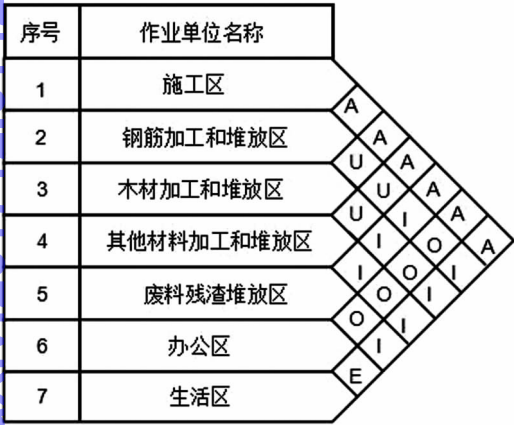 序号 作业单位名称
1 施工区
A
2 钢筋加工和堆放区 A
U A
3 木材加工和堆放区 U A
U I A
4 其他材料加工和堆放区 I O A
I O I
5 废料残渣堆放区 O I
O I
6 办公区 I
E
7 生活区